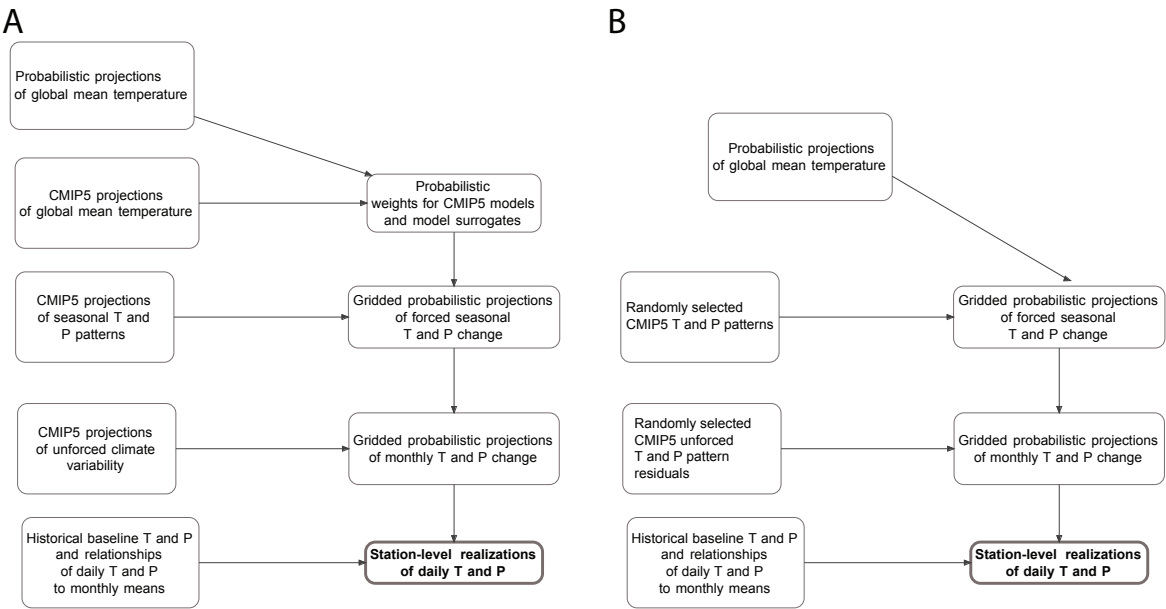 A
Probabilistic projections
of global mean temperature
CMIP5 projections
of global mean temperature
Probabilistic
weights for CMIP5 models
and model surrogates
CMIP5 projections
of seasonal T and
P patterns
Gridded probabilistic projections
of forced seasonal
T and P change
CMIP5 projections
of unforced climate
variability
Gridded probabilistic projections
of monthly T and P change
Historical baseline T and P
and relationships
of daily T and P
to monthly means
Station-level realizations
of daily T and P
B
Probabilistic projections
of global mean temperature
Randomly selected
CMIP5 T and P patterns
Gridded probabilistic projections
of forced seasonal
T and P change
Randomly selected
CMIP5 unforced
T and P pattern
residuals
Gridded probabilistic projections
of monthly T and P change
Historical baseline T and P
and relationships
of daily T and P
to monthly means
Station-level realizations
of daily T and P